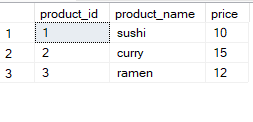 product_id product_name price
1 1 sushi 10
2 2 curry 15
3 3 ramen 12